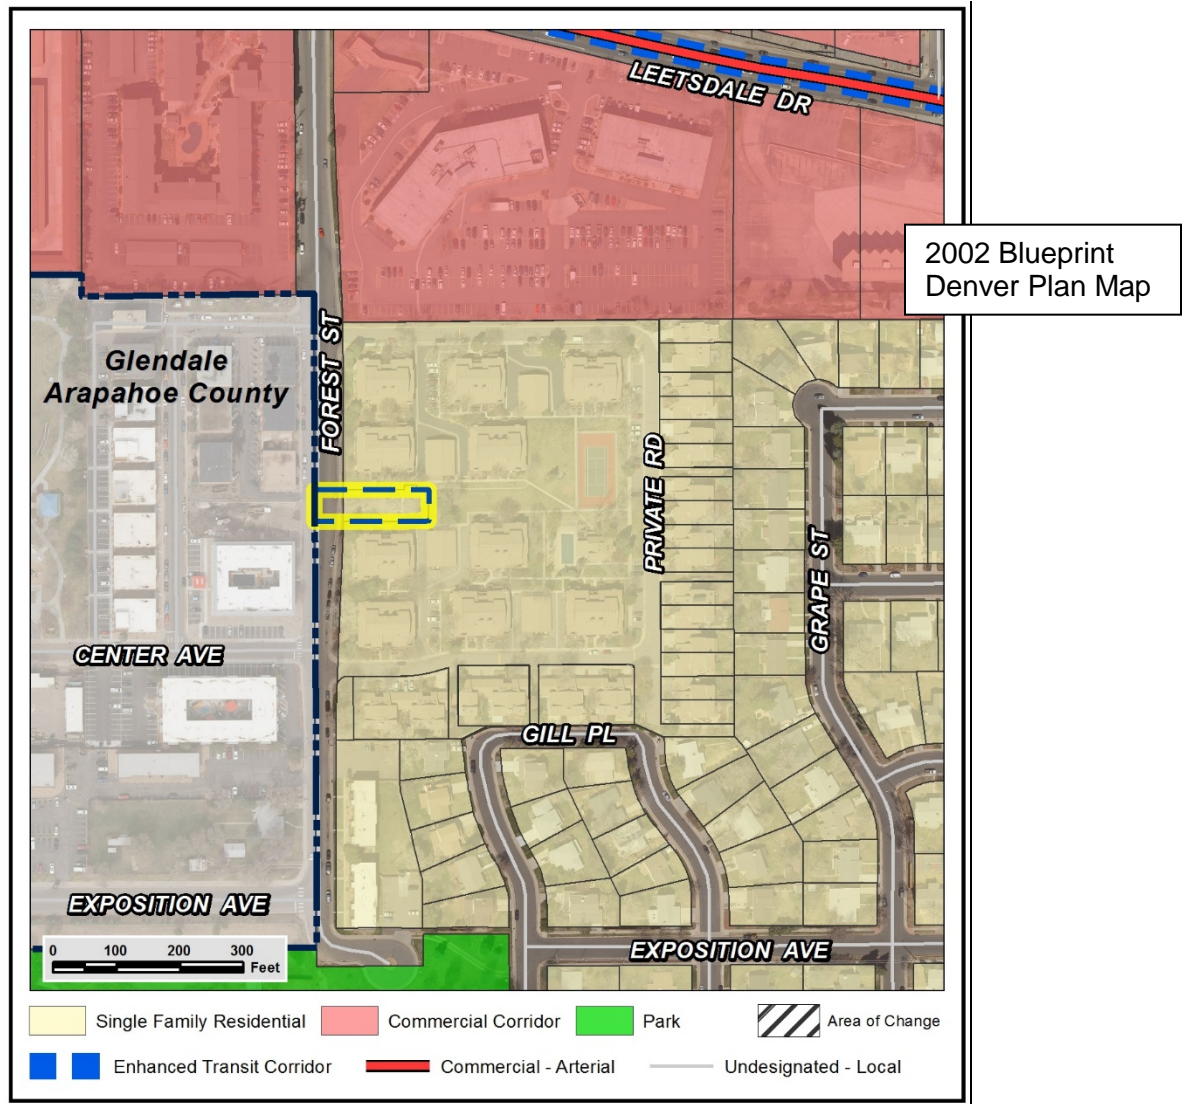 LEETSDALE DR
2002 Blueprint
Denver Plan Map
Glendale
Arapahoe County
FOREST ST
PRIVATE RD
GRAPE ST
CENTER AVE
GILL PL
EXPOSITION AVE
EXPOSITION AVE
0 100 200 300
Feet
Single Family Residential Commercial Corridor Park Area of Change
Enhanced Transit Corridor Commercial - Arterial Undesignated - Local